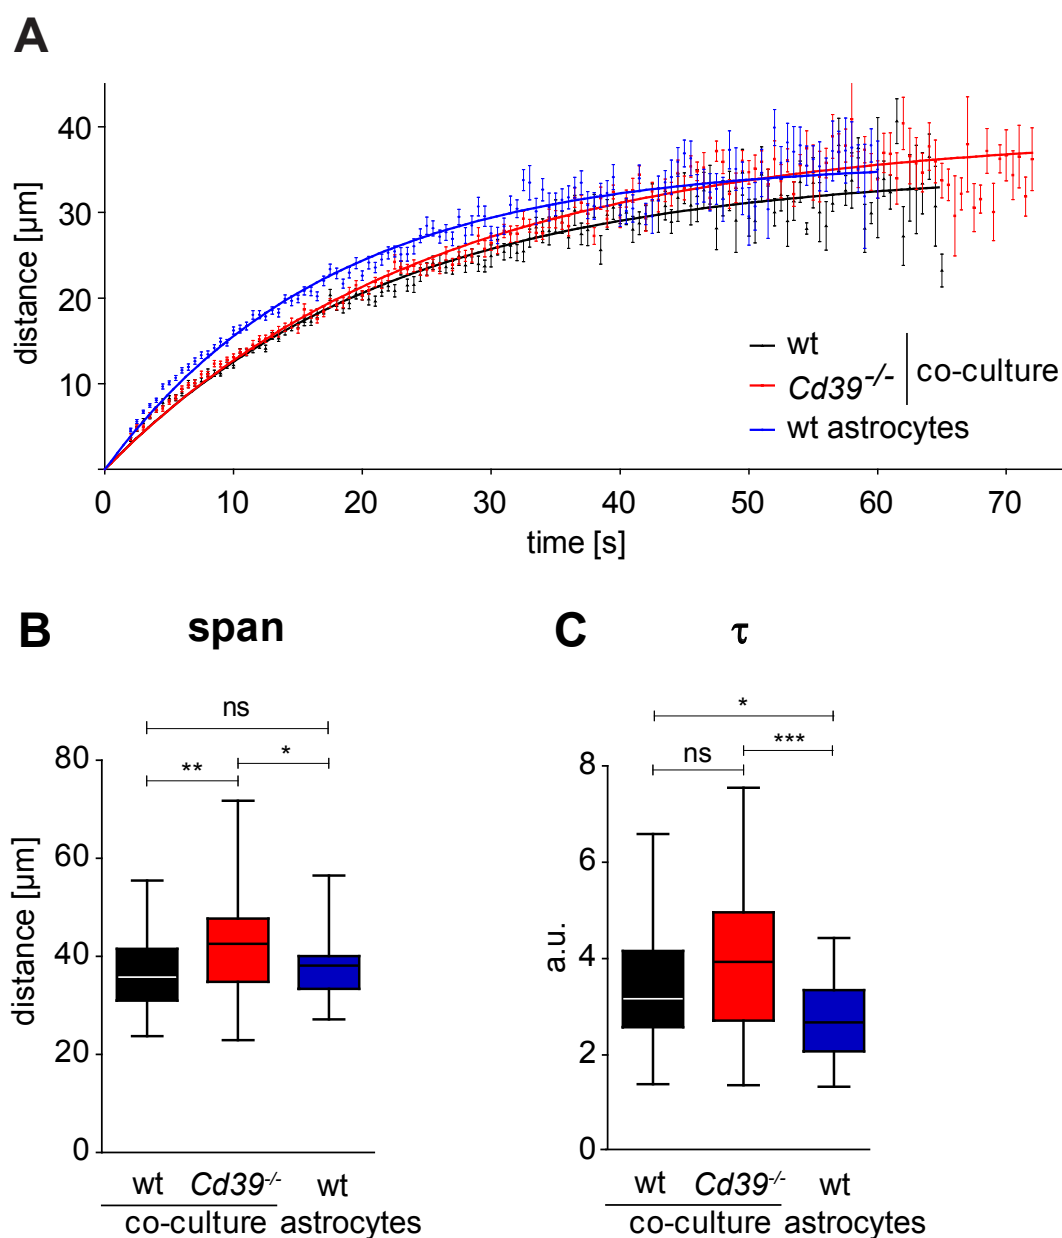 A
distance [µm]
40
30
20
10
0 10 20 30 40 50 60 70
time [s]
wt
Cd39-/-
co-culture
wt astrocytes
B span
ns
** *
distance [µm]
80
60
40
20
0
wt Cd39-/- wt
co-culture astrocytes
C τ
*
ns ***
a.u.
8
6
4
2
0
wt Cd39-/- wt
co-culture astrocytes